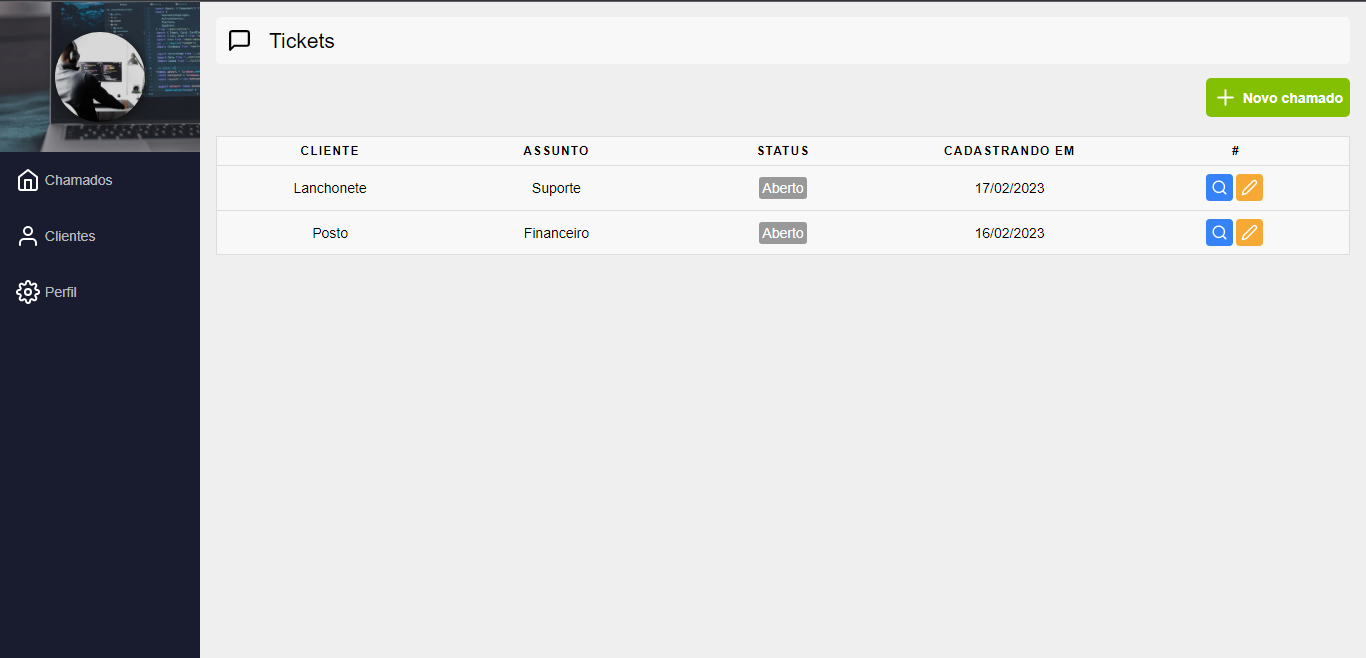 Tickets
Novo chamado
Chamados
Clientes
Perfil
CLIENTE ASSUNTO STATUS CADASTRANDO EM #
Lanchonete Suporte Aberto 17/02/2023
Posto Financeiro Aberto 16/02/2023